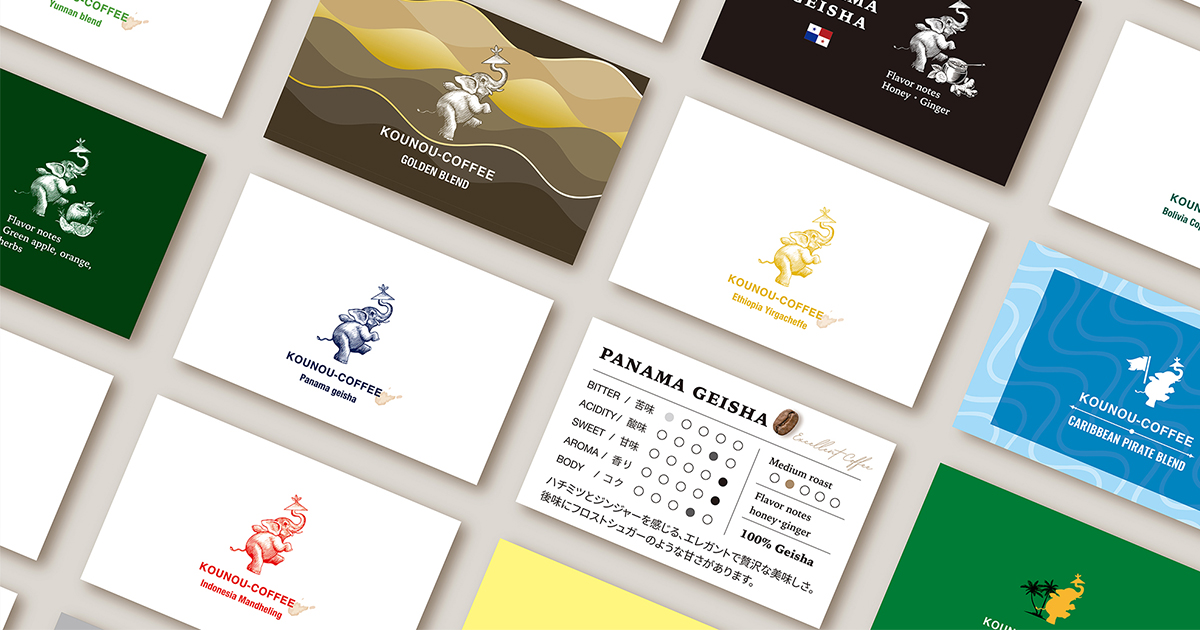 KOUNOU-COFFEE
Yunnan blend
KOUNOU-COFFEE
GOLDEN BLEND
GEISHA
Flavor notes
Honey・Ginger
Flavor notes
Green apple, orange,
herbs
KOUNOU-COFFEE
Panama geisha
KOUNOU-COFFEE
Ethiopia Yirgacheffe
Bolivia
KOUNOU-COFFEE
CARIBBEAN PIRATE BLEND
PANAMA GEISHA
Excellent Coffee
BITTER / 苦味
ACIDITY / 酸味
SWEET / 甘味
AROMA / 香り
BODY / コク
Medium roast
Flavor notes
honey・ginger
100% Geisha
ハチミツとジンジャーを感じる、エレガントで贅沢な美味しさ。
後味にフロストシュガーのような甘さがあります。
KOUNOU-COFFEE
Indonesia Mandheling